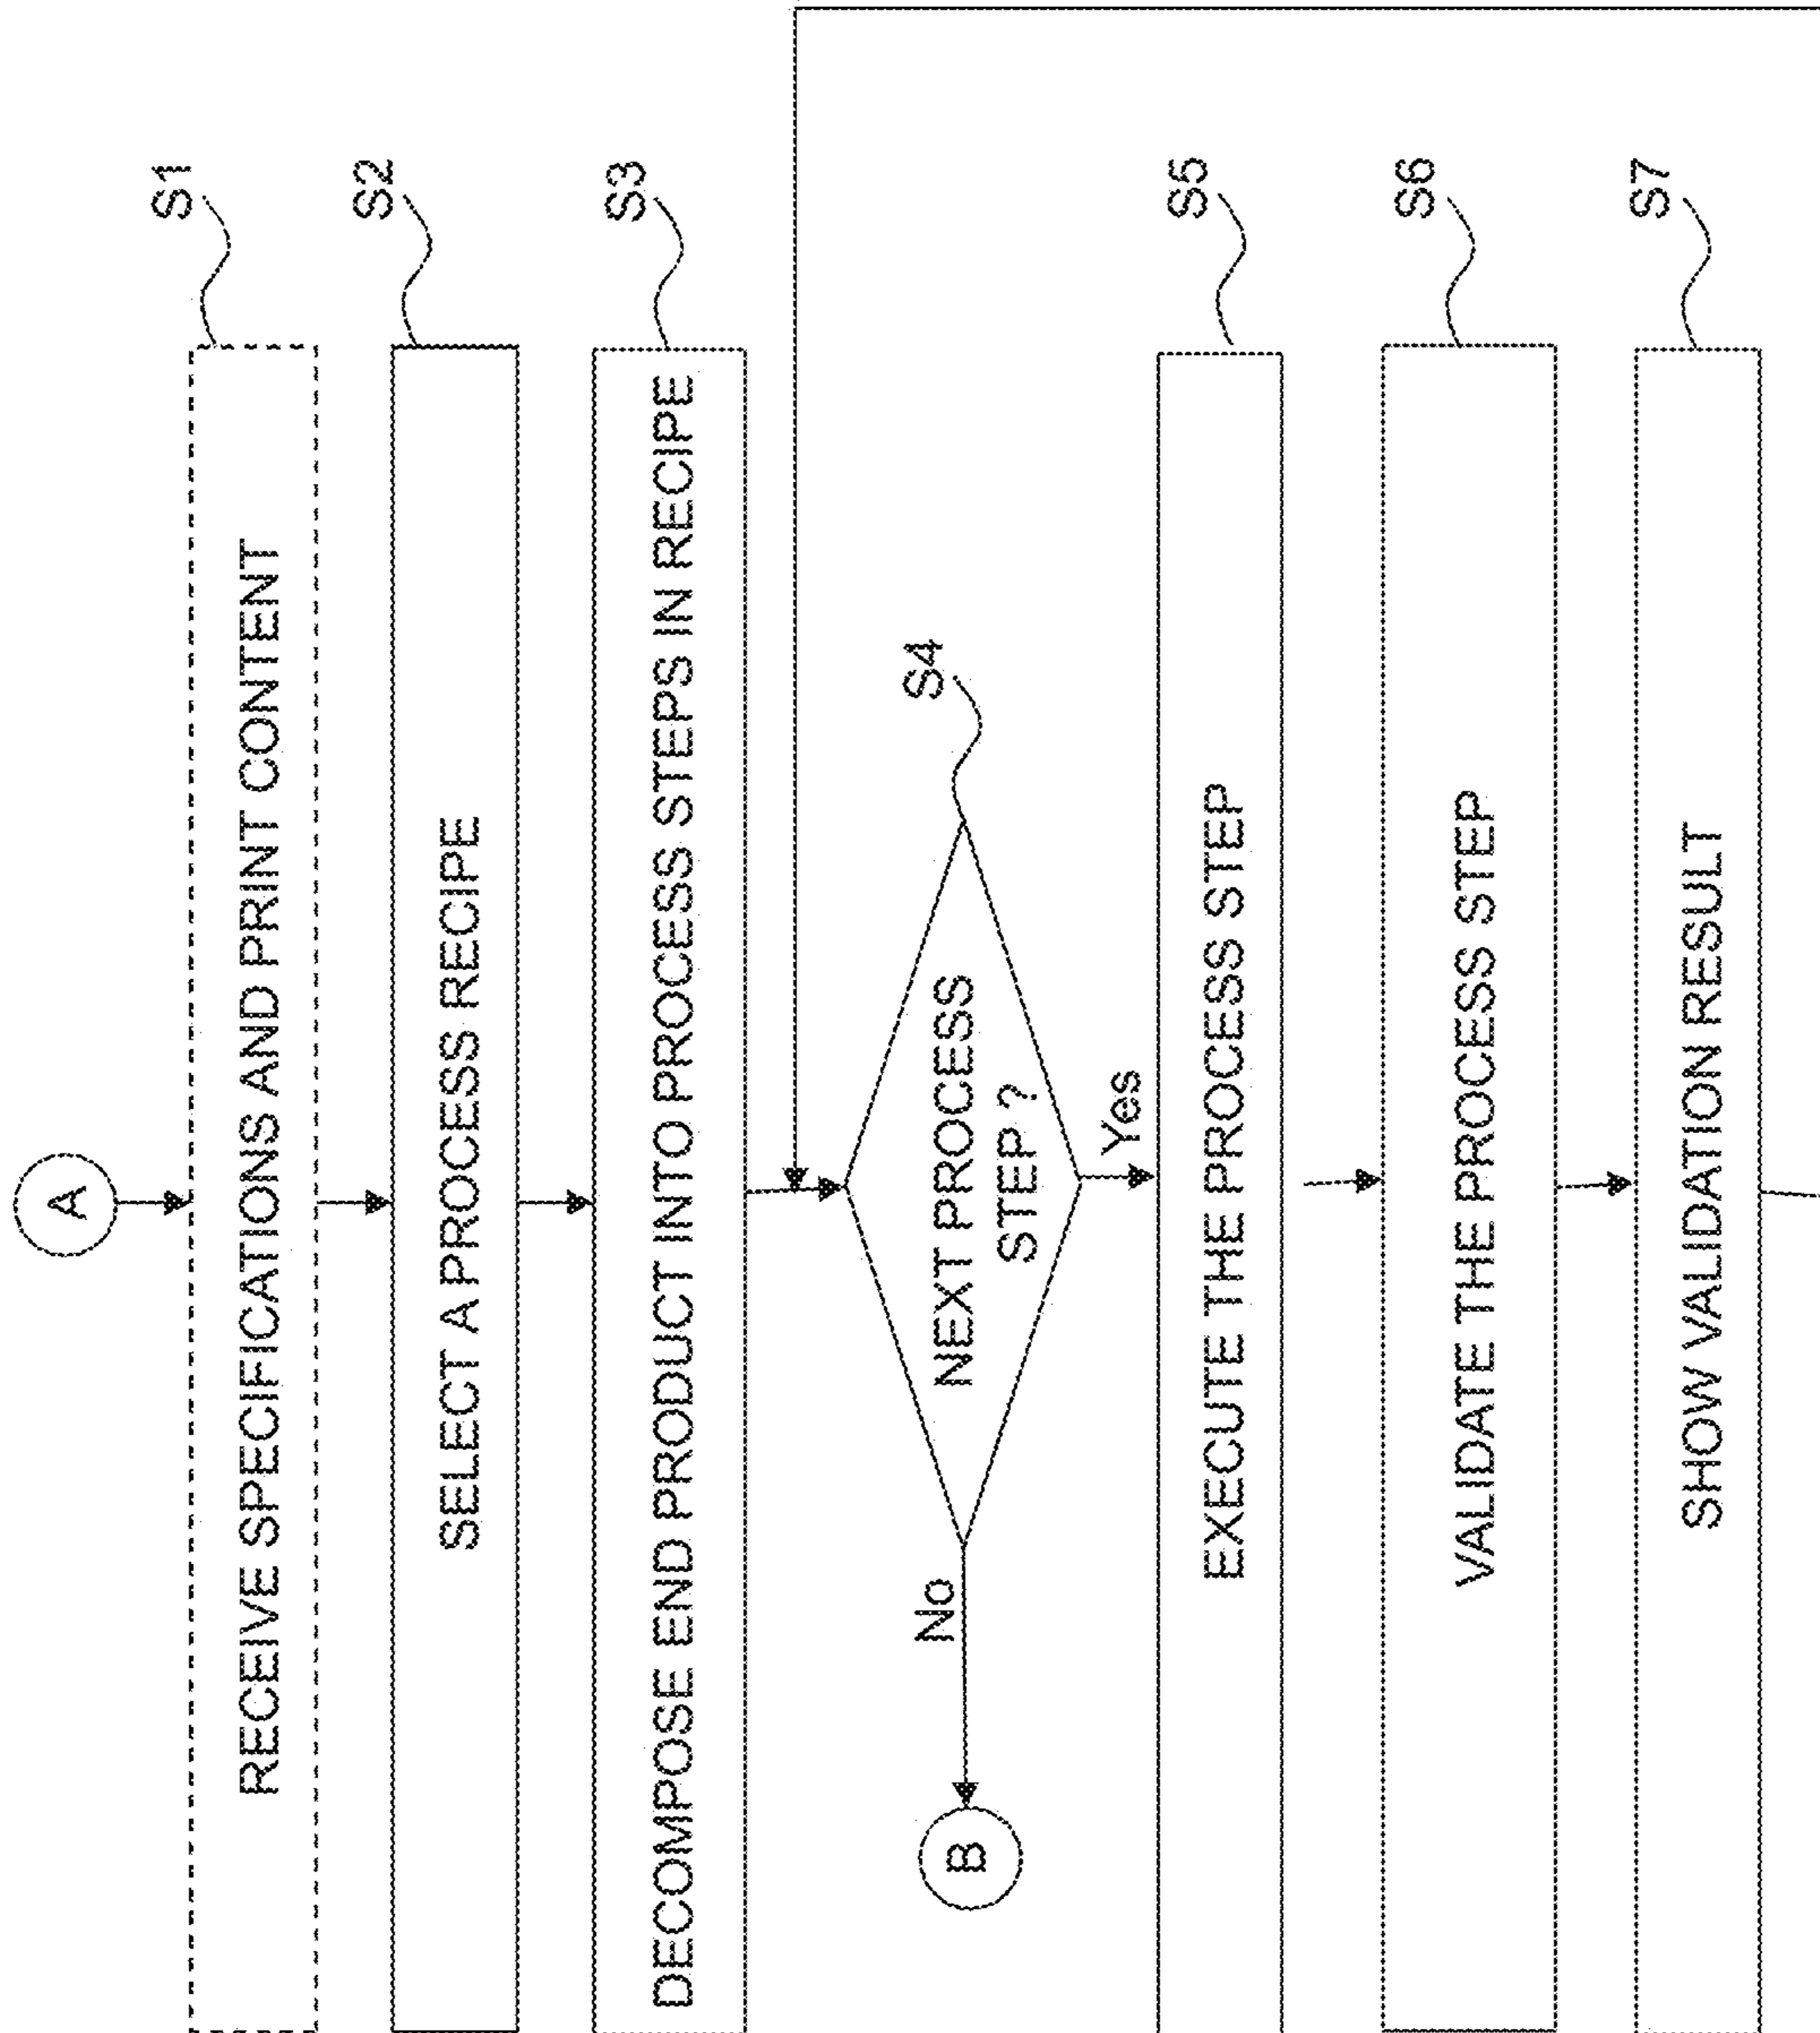 A
S1
RECEIVE SPECIFICATIONS AND PRINT CONTENT
S2
SELECT A PROCESS RECIPE
S3
DECOMPOSE END PRODUCT INTO PROCESS STEPS IN RECIPE
S4
NEXT PROCESS
STEP ?
No
B
Yes
S5
EXECUTE THE PROCESS STEP
S6
VALIDATE THE PROCESS STEP
S7
SHOW VALIDATION RESULT